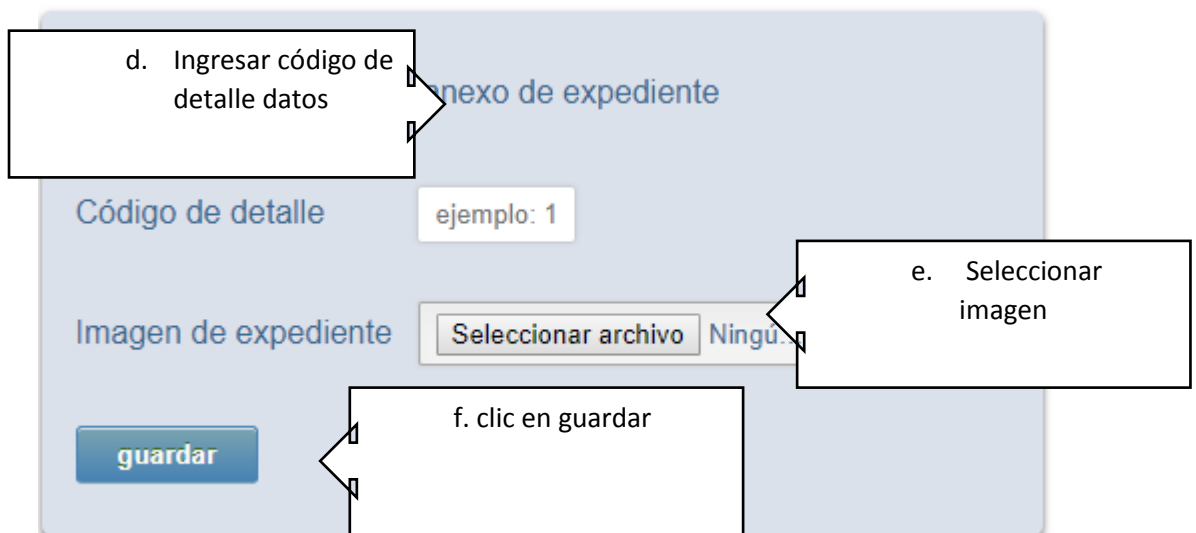 d. Ingresar código de
detalle datos
anexo de expediente
Código de detalle
ejemplo: 1
e. Seleccionar
imagen
Imagen de expediente
Seleccionar archivo
f. clic en guardar
guardar